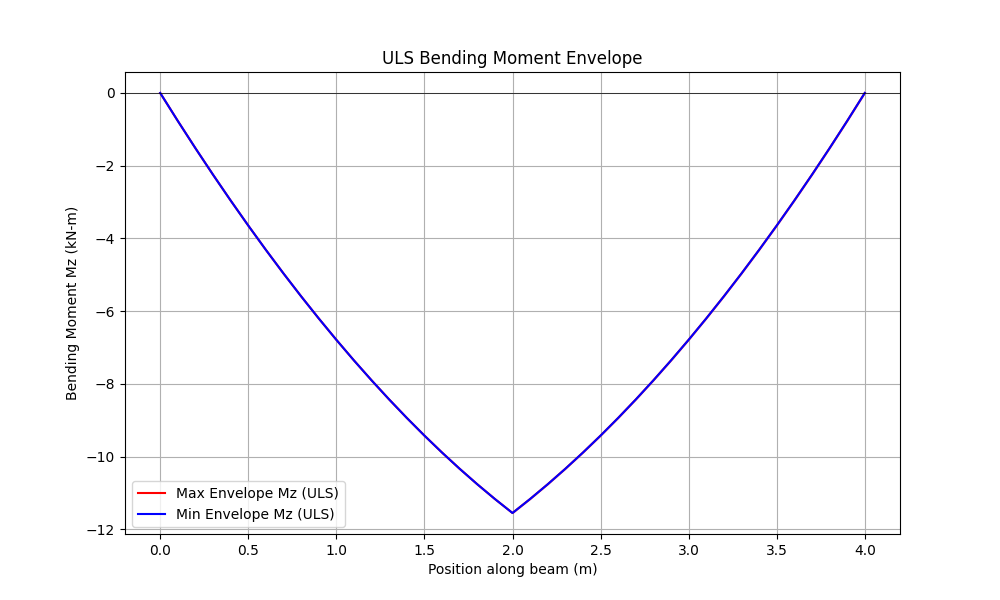 ULS Bending Moment Envelope
Bending Moment Mz (kN-m)
0
−2
−4
−6
−8
−10
−12
Max Envelope Mz (ULS)
Min Envelope Mz (ULS)
0.0 0.5 1.0 1.5 2.0 2.5 3.0 3.5 4.0
Position along beam (m)